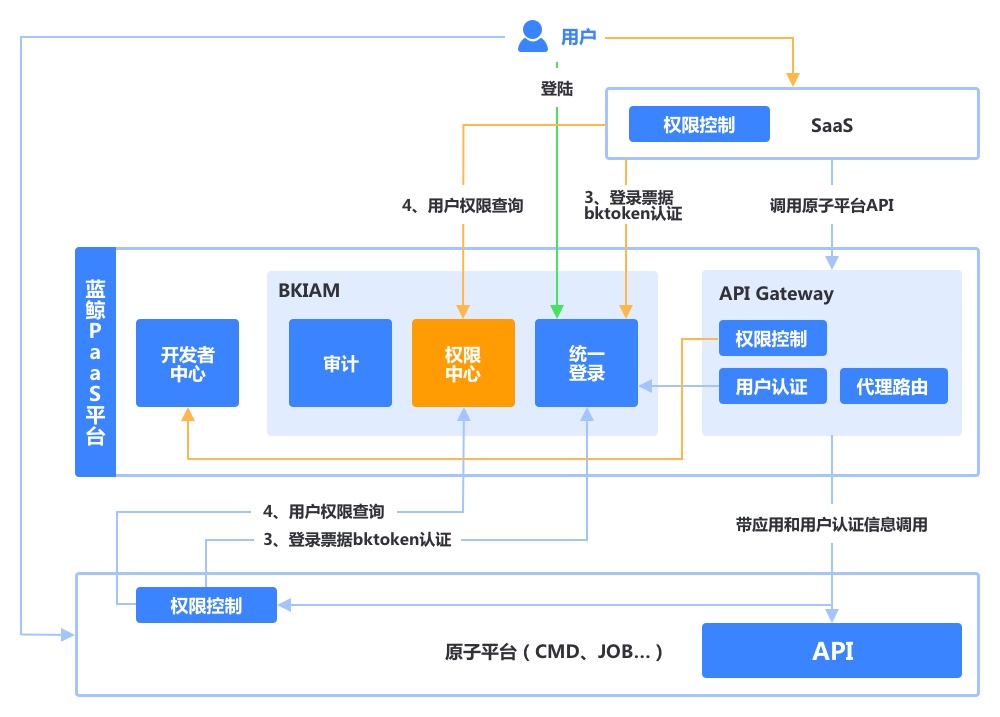 用户
登陆
权限控制
SaaS
4、用户权限查询
3、登录票据
bktoken认证
调用原子平台API
蓝鲸PaaS平台
BKIAM
API Gateway
开发者
中心
审计
权限
中心
统一
登录
权限控制
用户认证
代理路由
4、用户权限查询
3、登录票据bktoken认证
带应用和用户认证信息调用
权限控制
原子平台（CMD、JOB...）
API